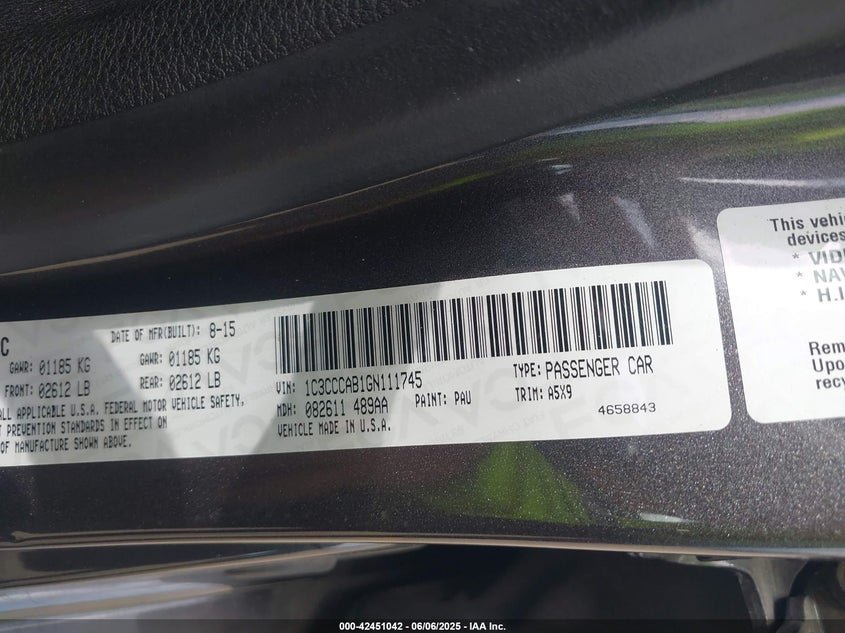 C
DATE OF MFR(BUILT): 8-15
GAWR: 01185 KG GAWR: 01185 KG
FRONT: 02612 LB REAR: 02612 LB
ALL APPLICABLE U.S.A. FEDERAL MOTOR VEHICLE SAFETY,
T PREVENTION STANDARDS IN EFFECT ON
OF MANUFACTURE SHOWN ABOVE.
VIN: 1C3CCCAB1GN111745
TYPE: PASSENGER CAR
MDH: 082611 489AA PAINT: PAU TRIM: A5X9
VEHICLE MADE IN U.S.A.
4658843
This vehi
devices
* VID
* NAV
* H.I
Rem
Upo
recy
000-42451042 - 06/06/2025 - IAA Inc.